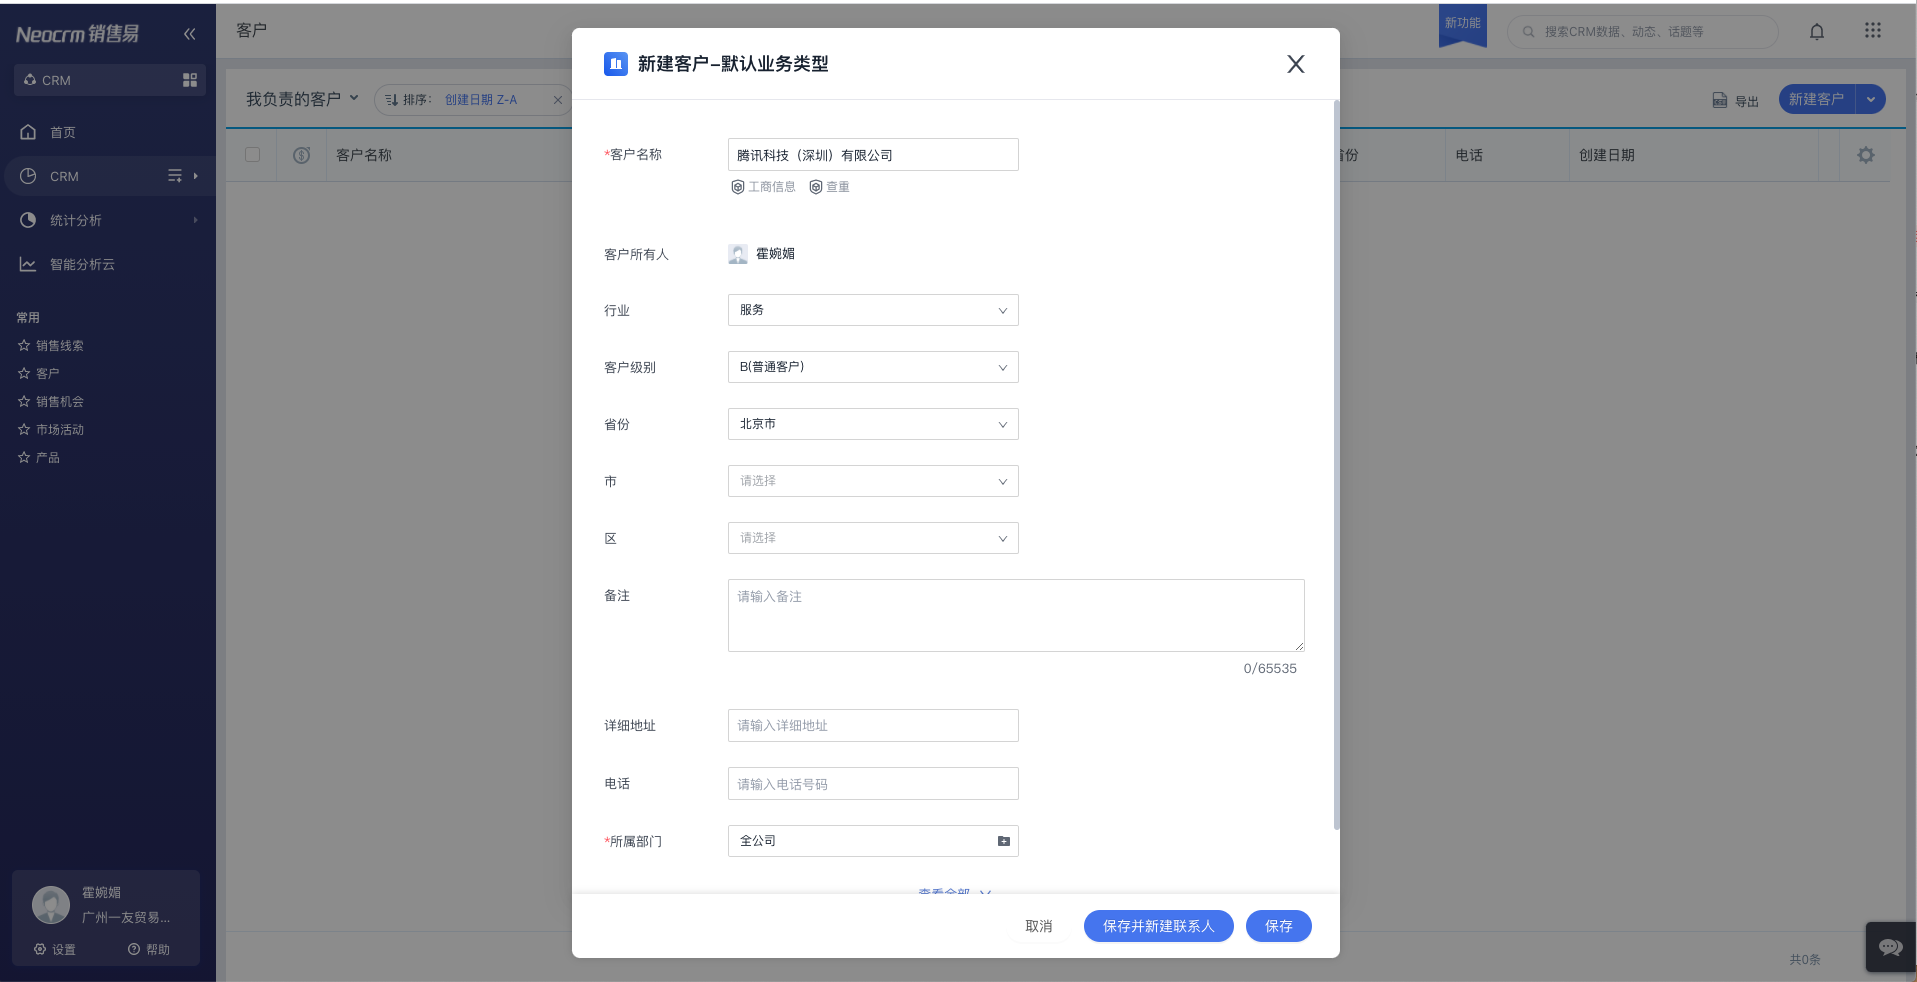 Neocrm 销售易
CRM
首页
CRM
统计分析
智能分析云
常用
销售线索
客户
销售机会
市场活动
产品
霍婉媚
广州一友贸易...
设置
帮助
客户
新功能
搜索CRM数据、动态、话题等
我负责的客户
排序: 创建日期 Z-A
导出
新建客户
客户名称
省份
电话
创建日期
共0条
新建客户-默认业务类型
*客户名称
腾讯科技（深圳）有限公司
工商信息
查重
客户所有人
霍婉媚
行业
服务
客户级别
B(普通客户)
省份
北京市
市
请选择
区
请选择
备注
请输入备注
0/65535
详细地址
请输入详细地址
电话
请输入电话号码
*所属部门
全公司
查看全部
取消
保存并新建联系人
保存